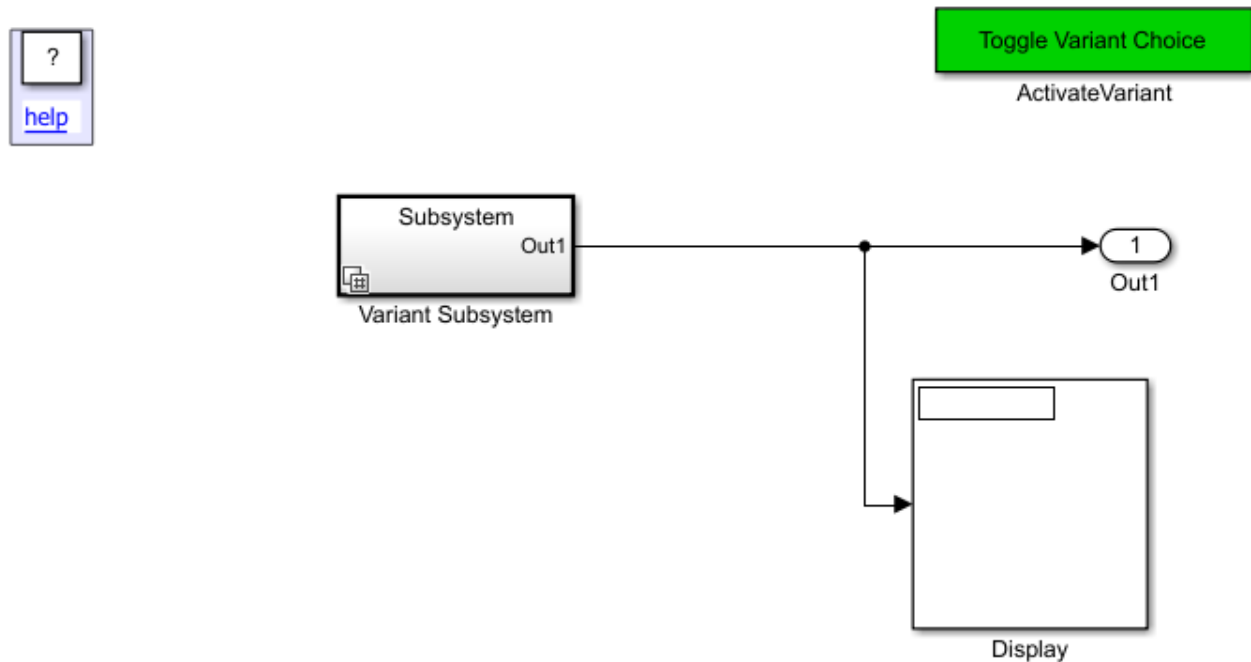 Toggle Variant Choice
?
ActivateVariant
help
Subsystem
Out1
Variant Subsystem
1
Out1
Display